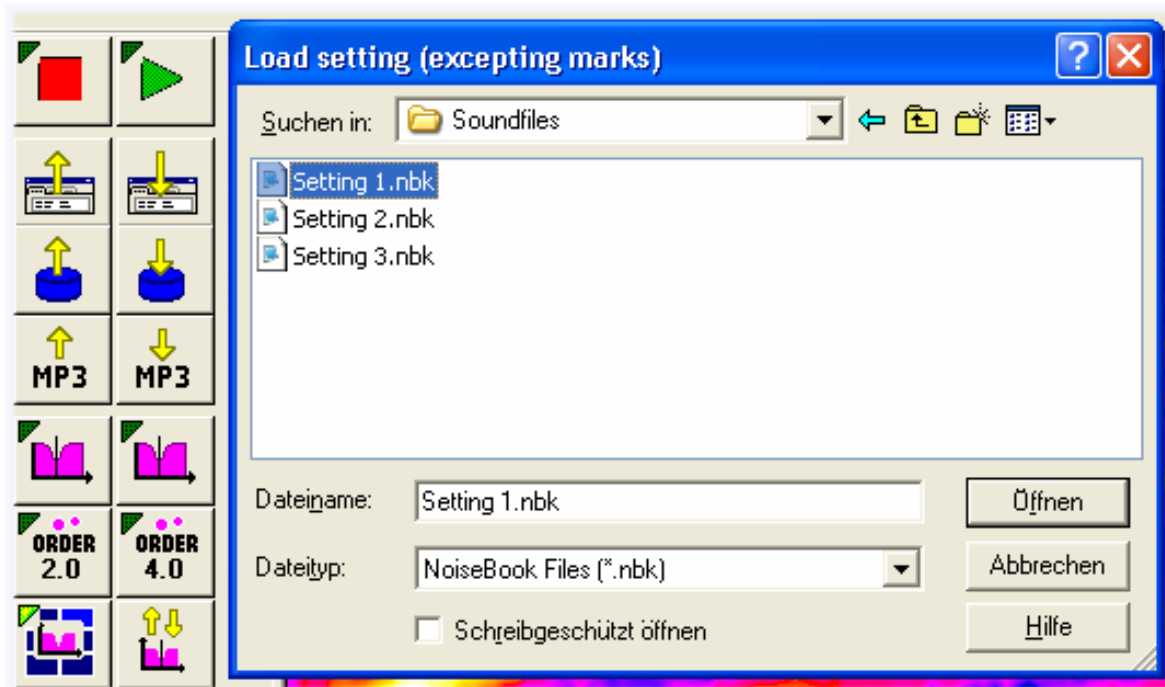 Load setting (excepting marks)
Suchen in: Soundfiles
Setting 1.nbk
Setting 2.nbk
Setting 3.nbk
Dateiname: Setting 1.nbk Öffnen
Dateityp: NoiseBook Files (*.nbk) Abbrechen
Schreibgeschützt öffnen Hilfe
MP3 MP3
ORDER 2.0 ORDER 4.0